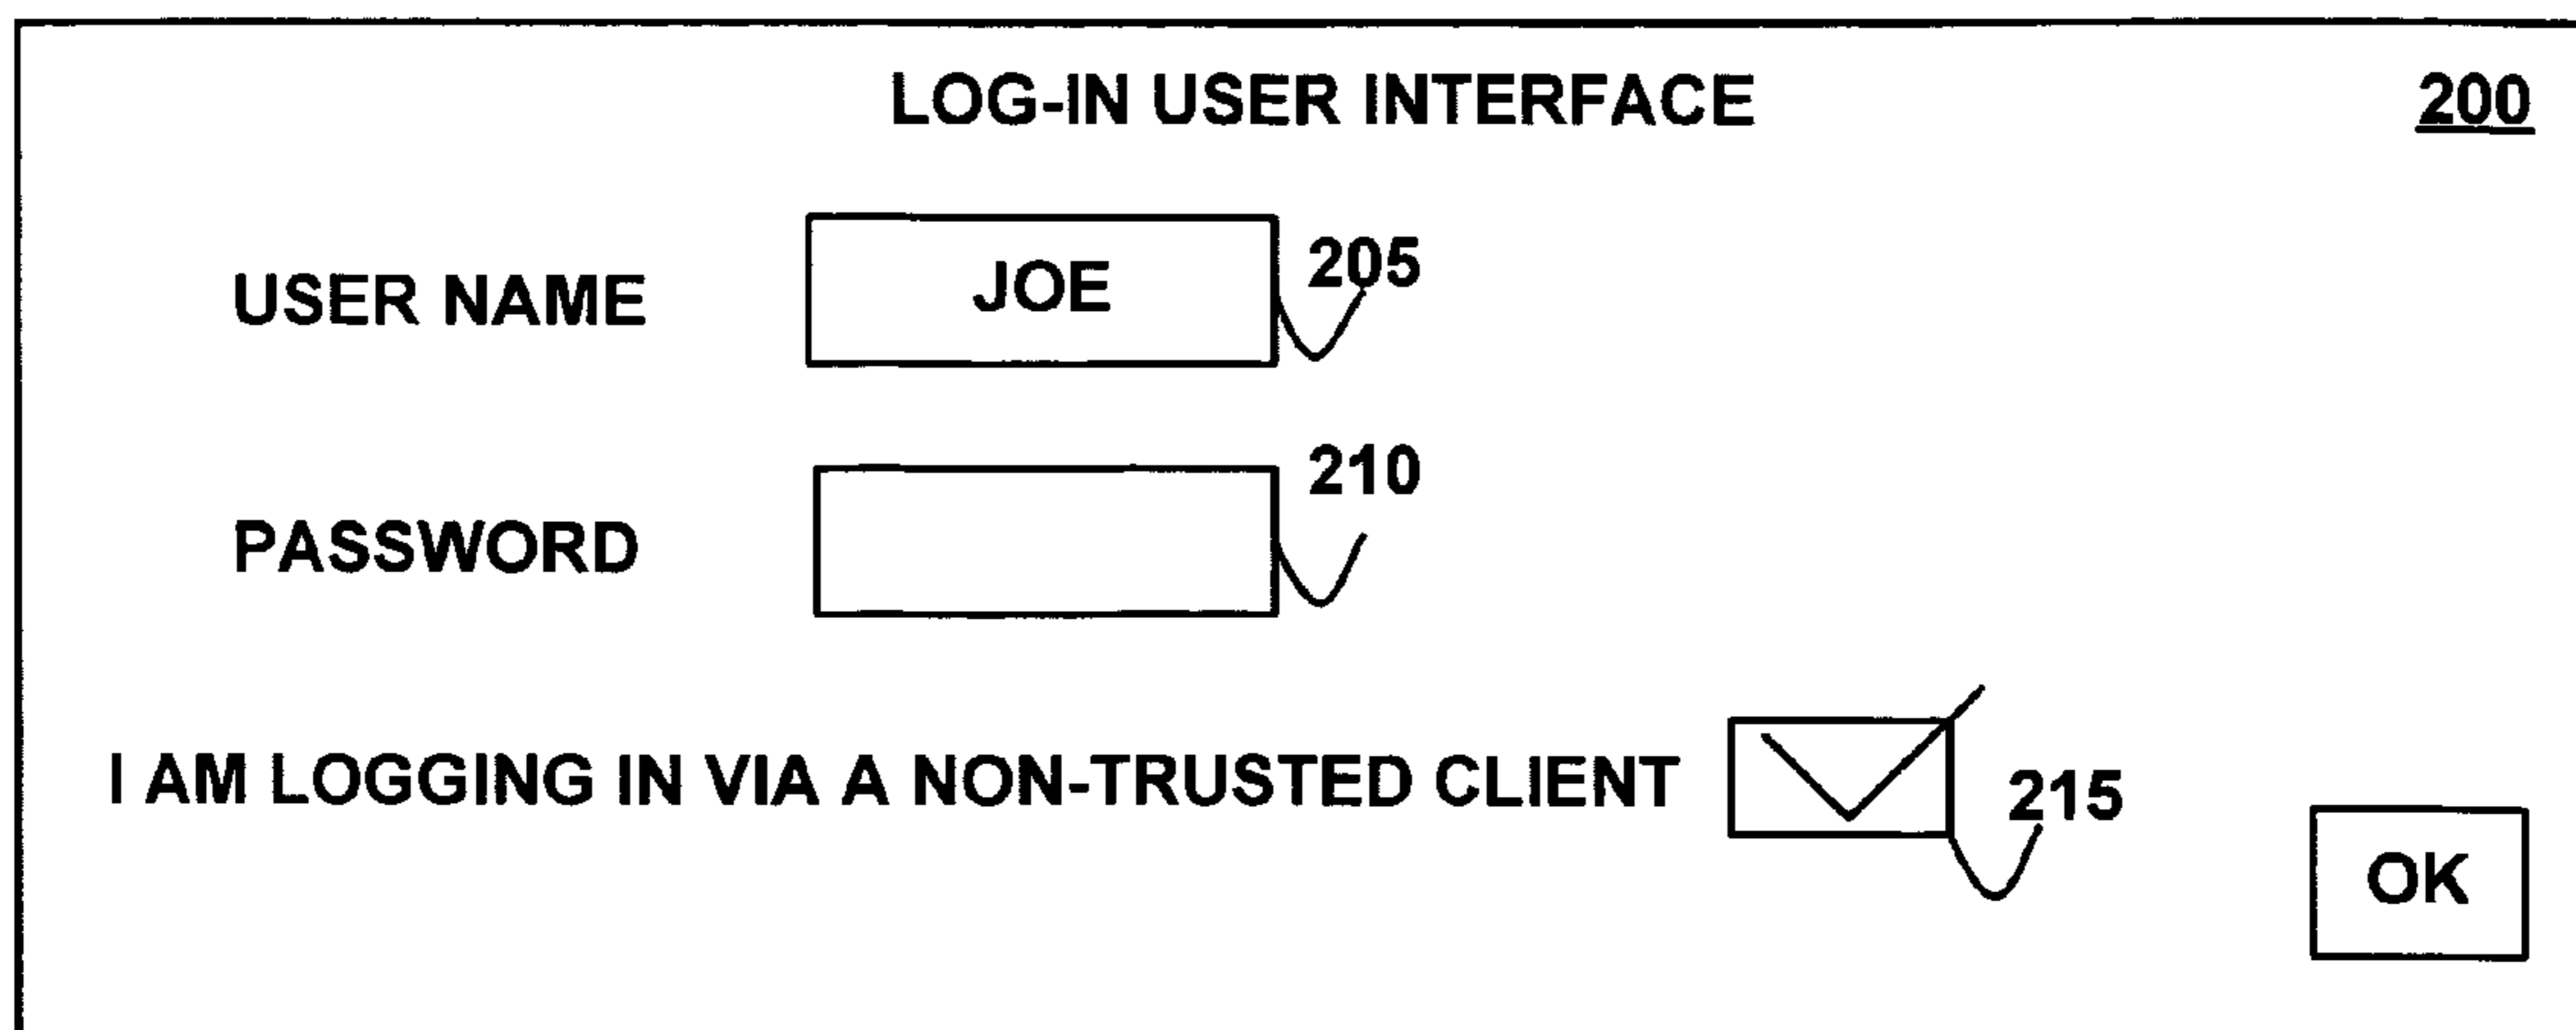 LOG-IN USER INTERFACE 200
USER NAME JOE 205
PASSWORD 210
I AM LOGGING IN VIA A NON-TRUSTED CLIENT 215
OK